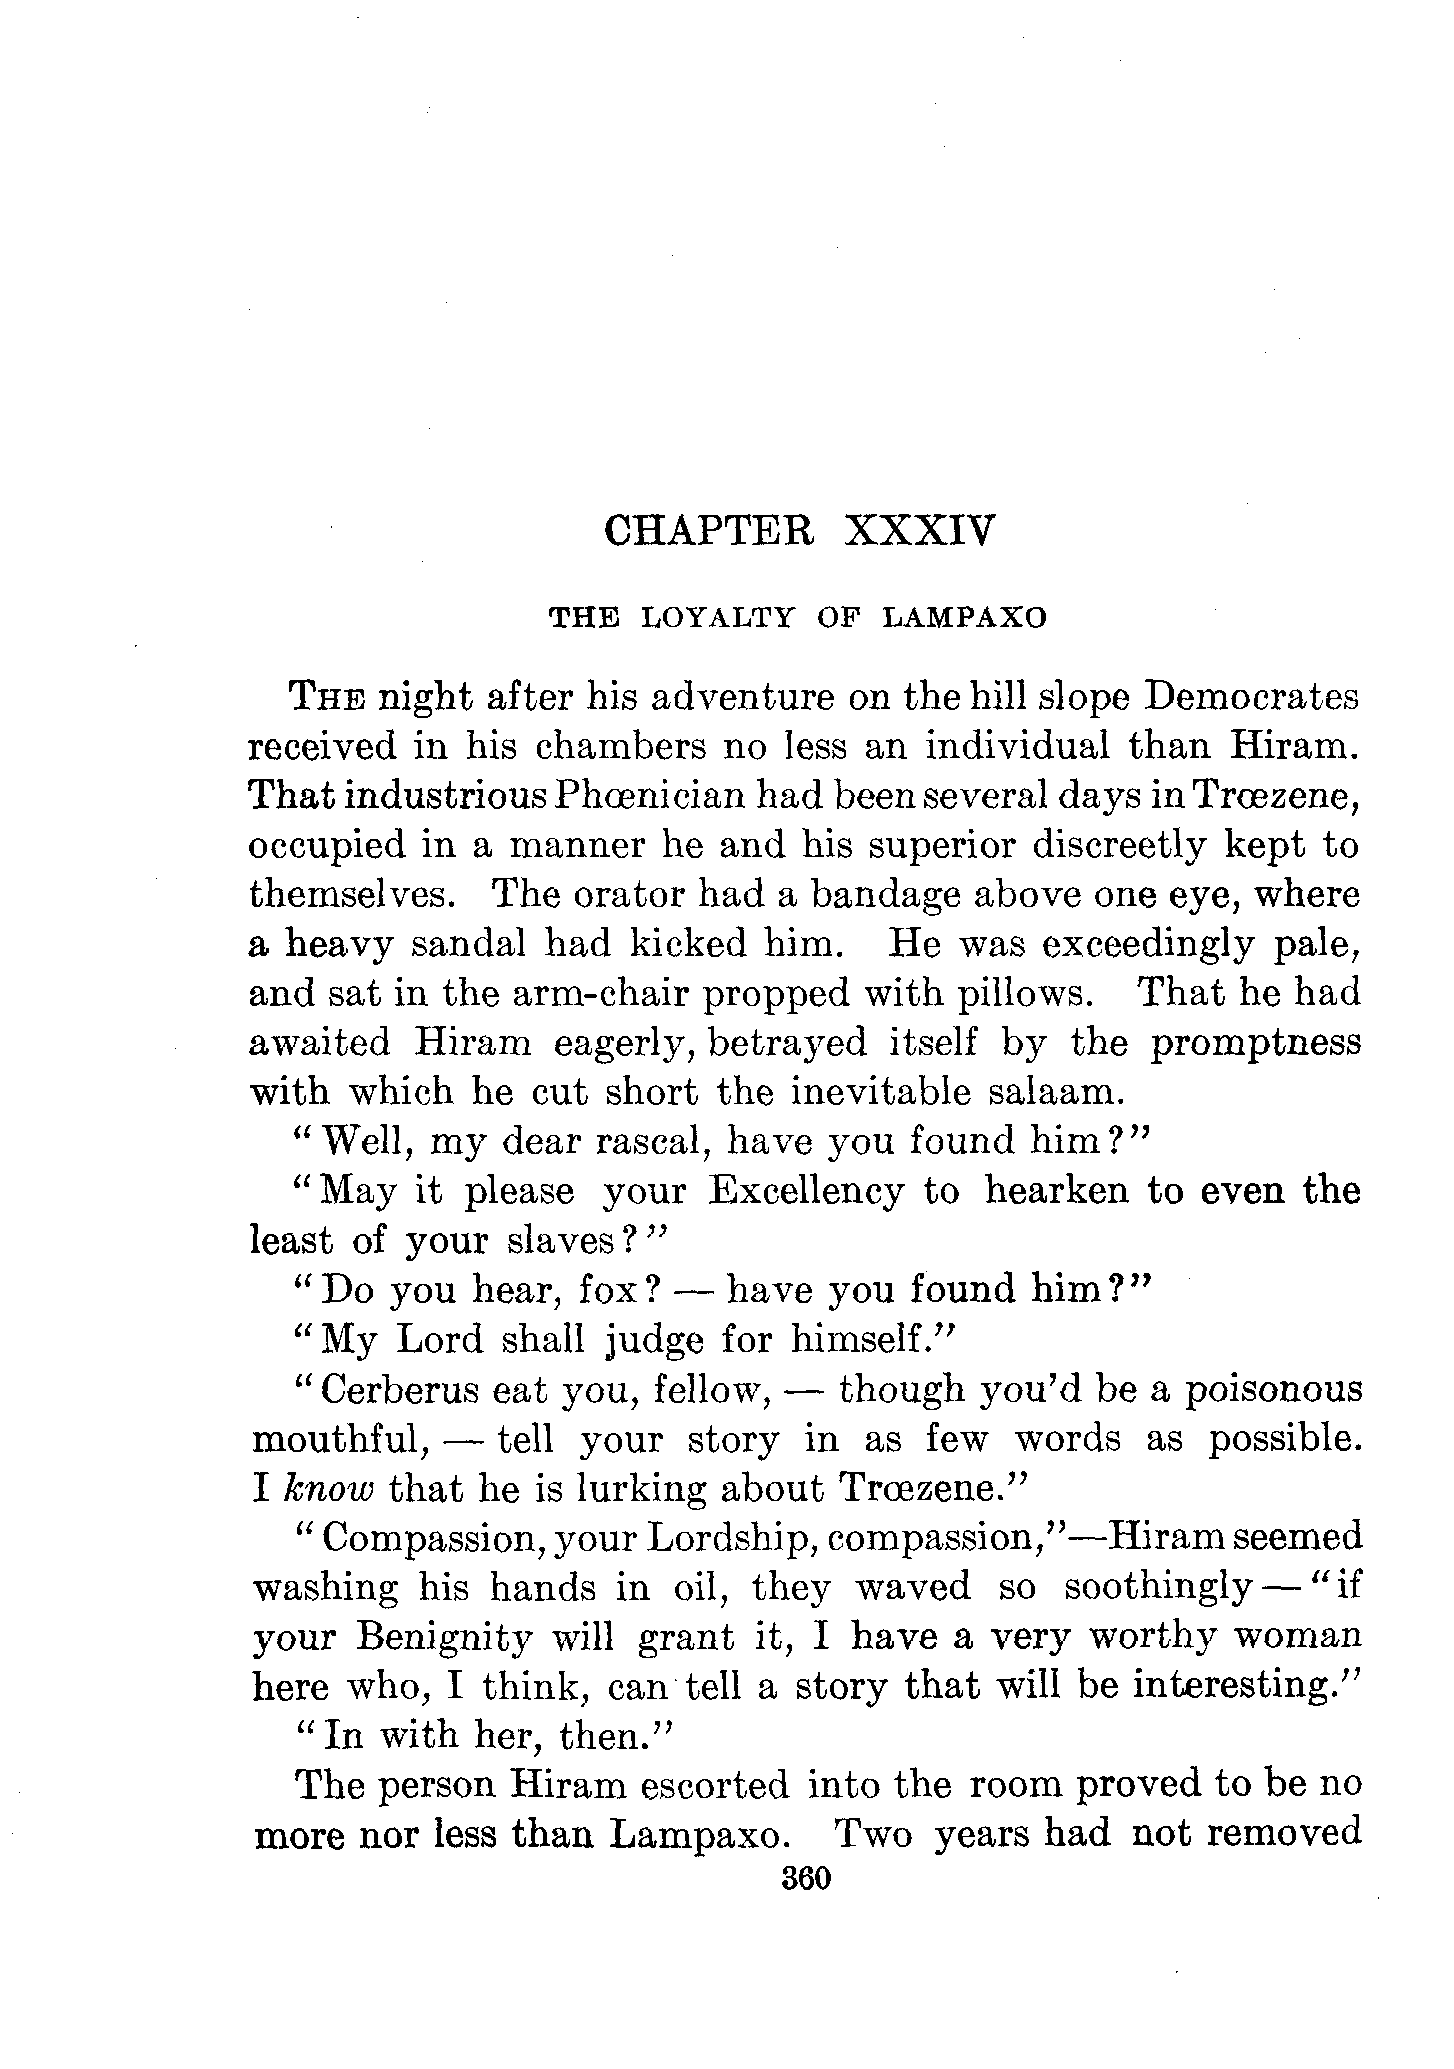 CHAPTER XXXIV
THE LOYALTY OF LAMPAXO
THE night after his adventure on the hill slope Democrates
received in his chambers no less an individual than Hiram.
That industrious Phœnician had been several days in Trœzene,
occupied in a manner he and his superior discreetly kept to
themselves. The orator had a bandage above one eye, where
a heavy sandal had kicked him. He was exceedingly pale,
and sat in the arm-chair propped with pillows. That he had
awaited Hiram eagerly, betrayed itself by the promptness
with which he cut short the inevitable salaam.
"Well, my dear rascal, have you found him?"
"May it please your Excellency to hearken to even the
least of your slaves?"
"Do you hear, fox? — have you found him?"
"My Lord shall judge for himself."
"Cerberus eat you, fellow, — though you'd be a poisonous
mouthful, — tell your story in as few words as possible.
I know that he is lurking about Trœzene."
"Compassion, your Lordship, compassion,"—Hiram seemed
washing his hands in oil, they waved so soothingly — "if
your Benignity will grant it, I have a very worthy woman
here who, I think, can tell a story that will be interesting."
"In with her, then."
The person Hiram escorted into the room proved to be no
more nor less than Lampaxo. Two years had not removed
360